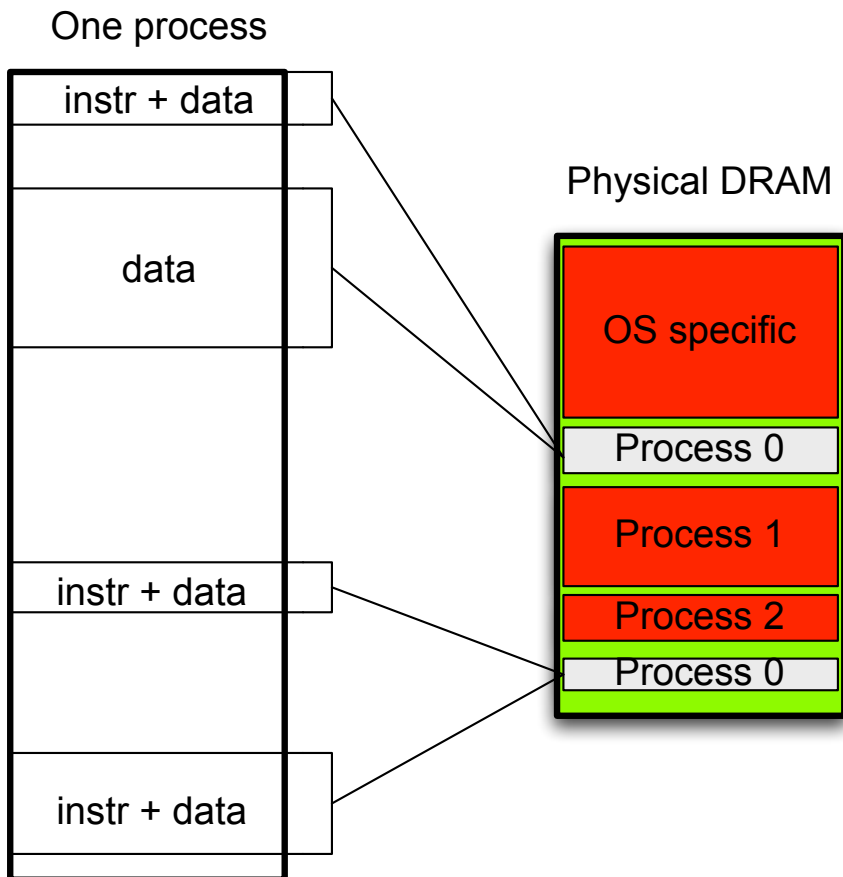 One process
instr + data
data
instr + data
instr + data
Physical DRAM
OS specific
Process 0
Process 1
Process 2
Process 0